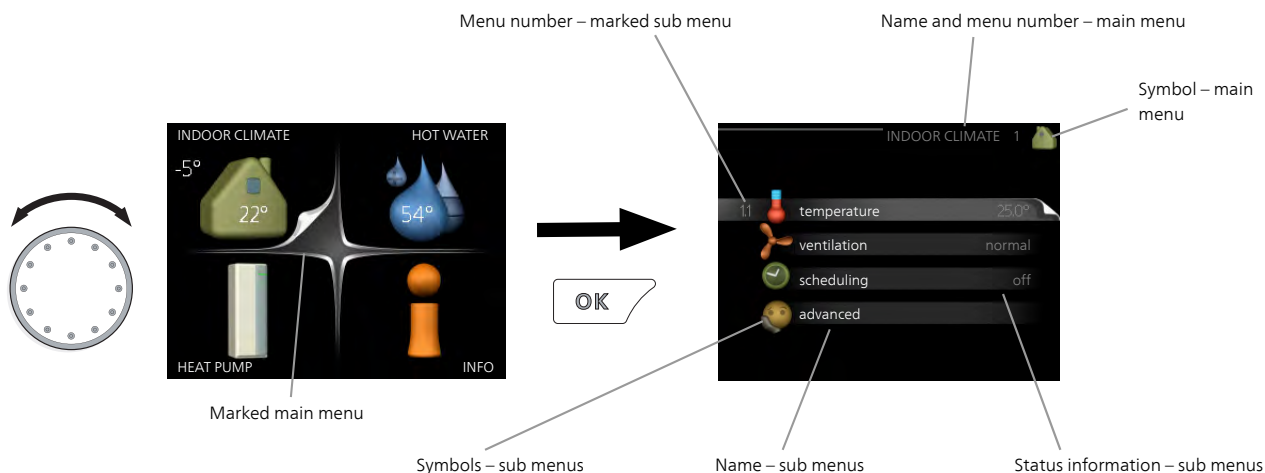 Menu number – marked sub menu
Name and menu number – main menu
Symbol – main
menu
INDOOR CLIMATE
HOT WATER
-5°
22°
54°
HEAT PUMP
INFO
Marked main menu
OK
INDOOR CLIMATE 1
1.1 temperature 25.0°
ventilation normal
scheduling off
advanced
Symbols – sub menus
Name – sub menus
Status information – sub menus